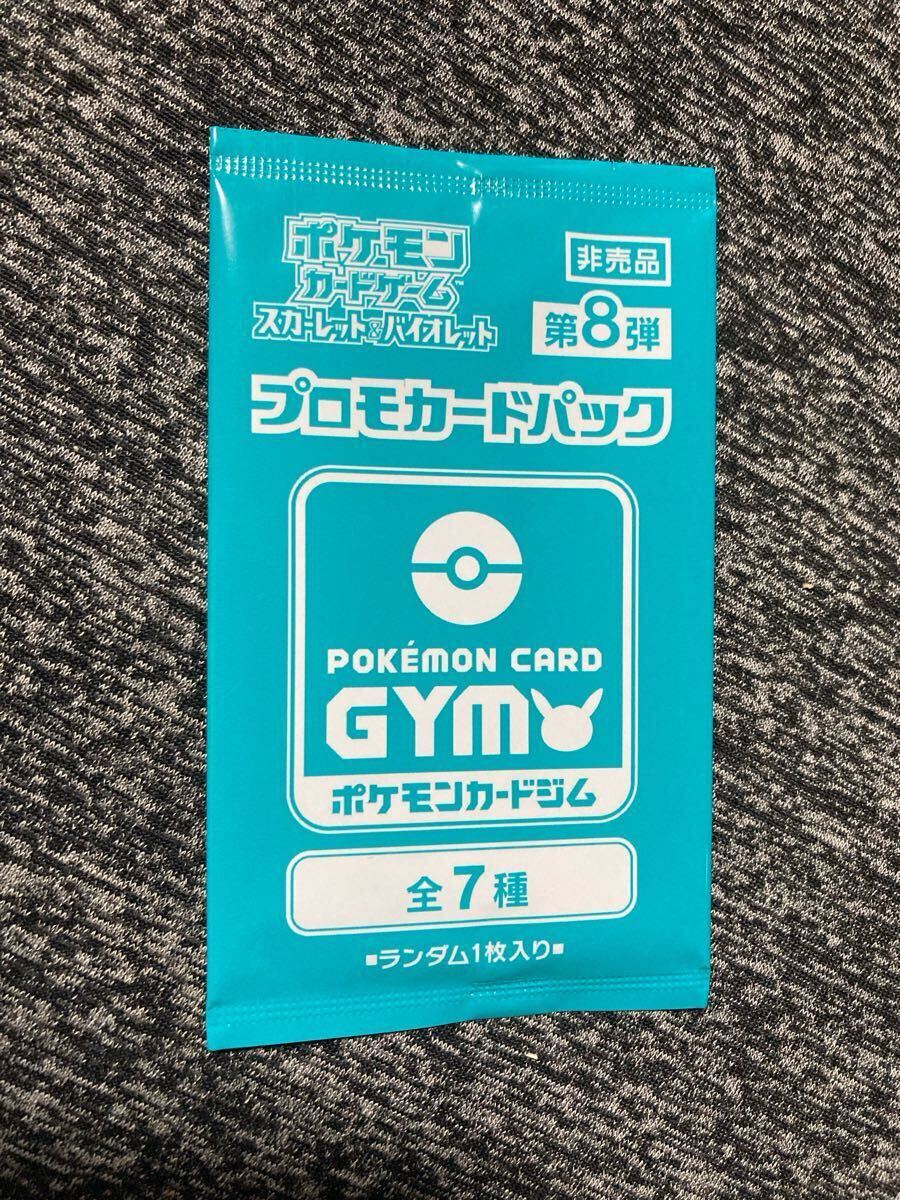 ポケモン
カードゲーム™
スカーレット&バイオレット
非売品
第8弾
プロモカードパック
POKÉMON CARD
GYM
ポケモンカードジム
全7種
■ランダム1枚入り■